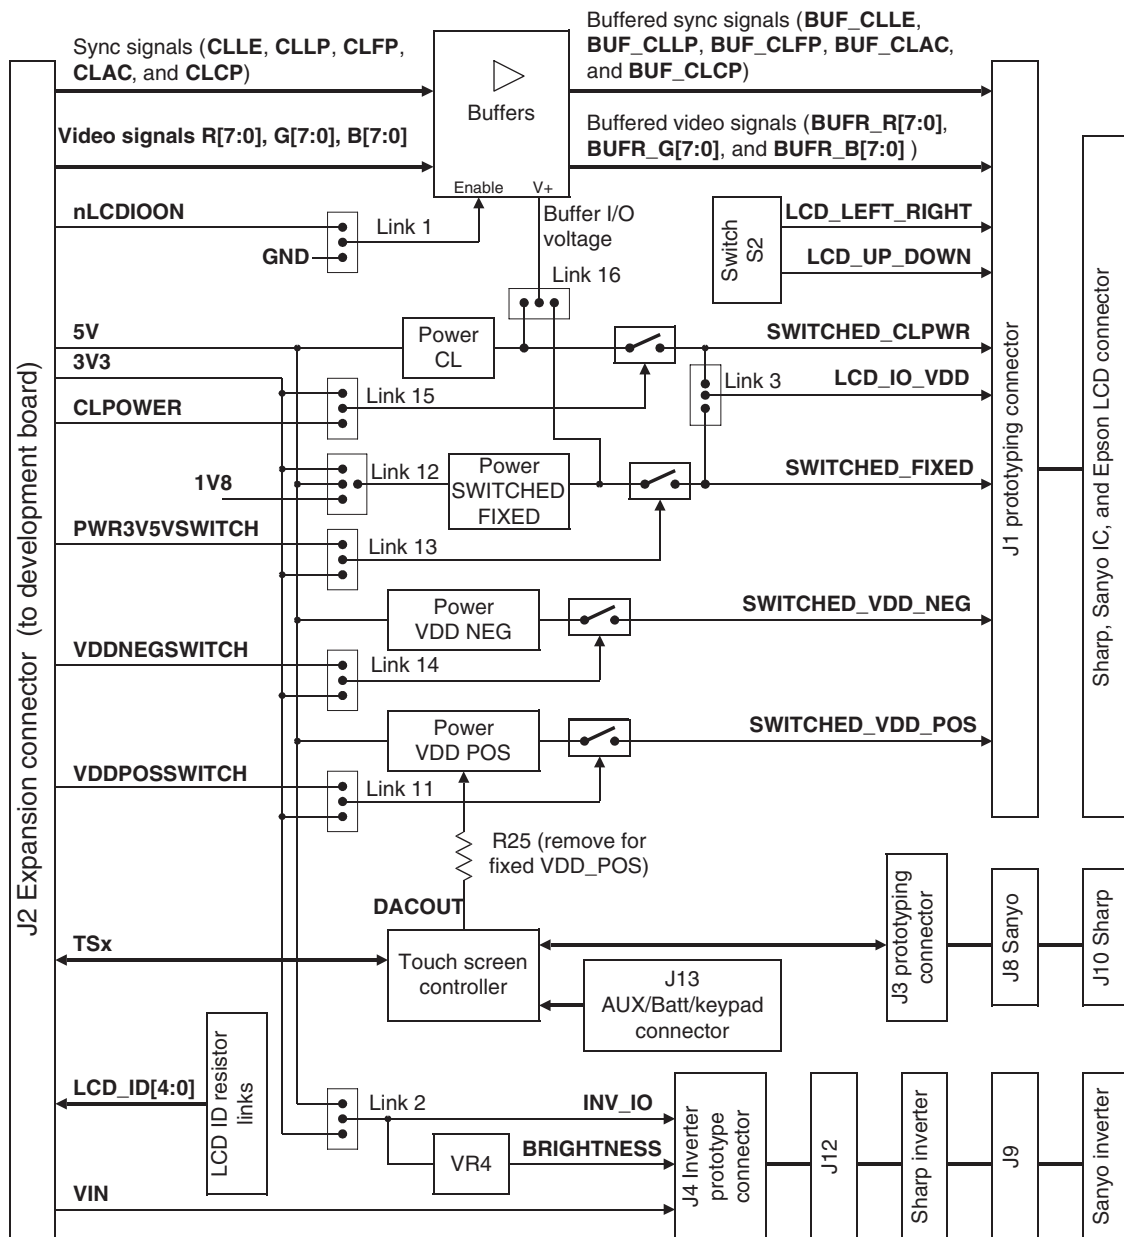 Sync signals (CLLE, CLLP, CLFP,
CLAC, and CLCP)
Video signals R[7:0], G[7:0], B[7:0]
Buffers
Enable
V+
Buffered sync signals (BUF_CLLE,
BUF_CLLP, BUF_CLFP, BUF_CLAC,
and BUF_CLCP)
Buffered video signals (BUFR_R[7:0],
BUFR_G[7:0], and BUFR_B[7:0] )
nLCDIOON
GND
Link 1
Buffer I/O
voltage
Link 16
Switch
S2
LCD_LEFT_RIGHT
LCD_UP_DOWN
5V
3V3
CLPOWER
Power
CL
Link 15
SWITCHED_CLPWR
Link 3
LCD_IO_VDD
1V8
Link 12
Power
SWITCHED
FIXED
SWITCHED_FIXED
PWR3V5VSWITCH
Link 13
Power
VDD NEG
SWITCHED_VDD_NEG
VDDNEGSWITCH
Link 14
Power
VDD POS
SWITCHED_VDD_POS
VDDPOSSWITCH
Link 11
R25 (remove for
fixed VDD_POS)
DACOUT
TSx
Touch screen
controller
J13
AUX/Batt/keypad
connector
J3 prototyping
connector
J8 Sanyo
J10 Sharp
LCD_ID[4:0]
LCD ID resistor
links
Link 2
INV_IO
VR4
BRIGHTNESS
VIN
J4 Inverter
prototype
connector
J12
Sharp inverter
J9
Sanyo inverter
J2 Expansion connector (to development board)
J1 prototyping connector
Sharp, Sanyo IC, and Epson LCD connector